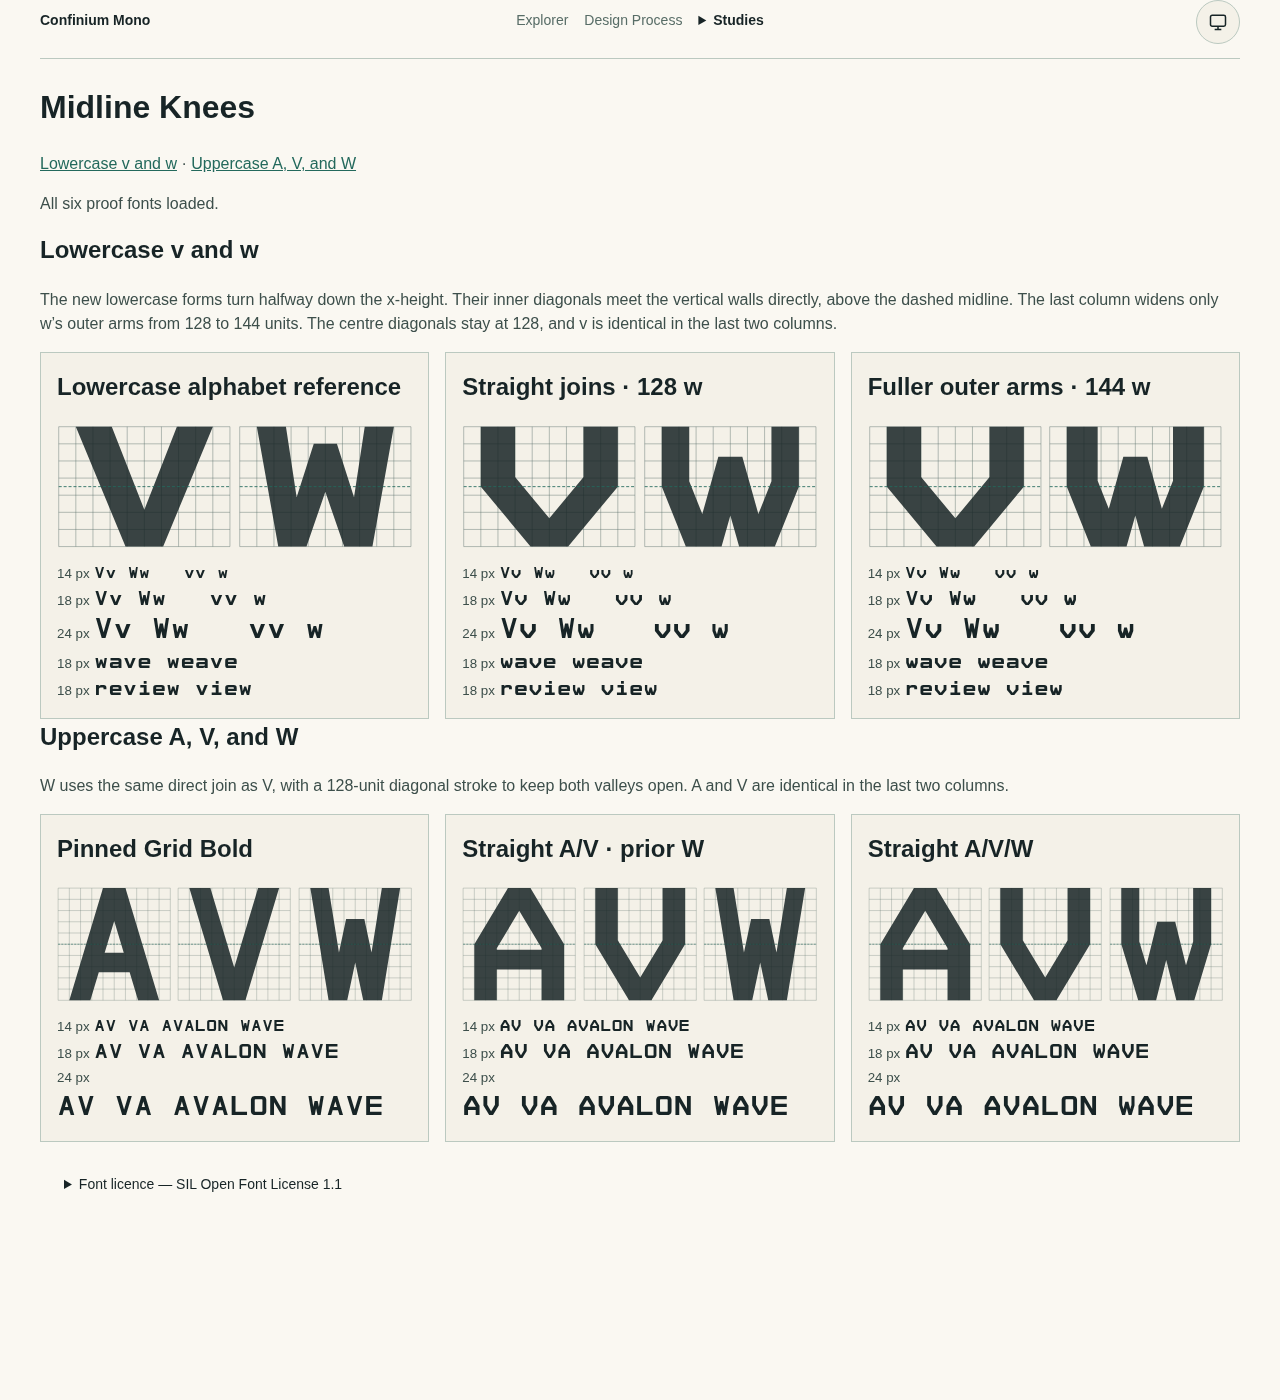 Confinium Mono
Explorer Design Process ▶ Studies
Midline Knees
Lowercase v and w · Uppercase A, V, and W
All six proof fonts loaded.
Lowercase v and w
The new lowercase forms turn halfway down the x-height. Their inner diagonals meet the vertical walls directly, above the dashed midline. The last column widens only
w’s outer arms from 128 to 144 units. The centre diagonals stay at 128, and v is identical in the last two columns.
Lowercase alphabet reference
v w
14 px Vv Ww vv w
18 px Vv Ww vv w
24 px Vv Ww vv w
18 px wave weave
18 px review view
Straight joins · 128 w
v w
14 px Vv Ww vv w
18 px Vv Ww vv w
24 px Vv Ww vv w
18 px wave weave
18 px review view
Fuller outer arms · 144 w
v w
14 px Vv Ww vv w
18 px Vv Ww vv w
24 px Vv Ww vv w
18 px wave weave
18 px review view
Uppercase A, V, and W
W uses the same direct join as V, with a 128-unit diagonal stroke to keep both valleys open. A and V are identical in the last two columns.
Pinned Grid Bold
A V W
14 px AV VA AVALON WAVE
18 px AV VA AVALON WAVE
24 px
AV VA AVALON WAVE
Straight A/V · prior W
A V W
14 px AV VA AVALON WAVE
18 px AV VA AVALON WAVE
24 px
AV VA AVALON WAVE
Straight A/V/W
A V W
14 px AV VA AVALON WAVE
18 px AV VA AVALON WAVE
24 px
AV VA AVALON WAVE
▶ Font licence — SIL Open Font License 1.1